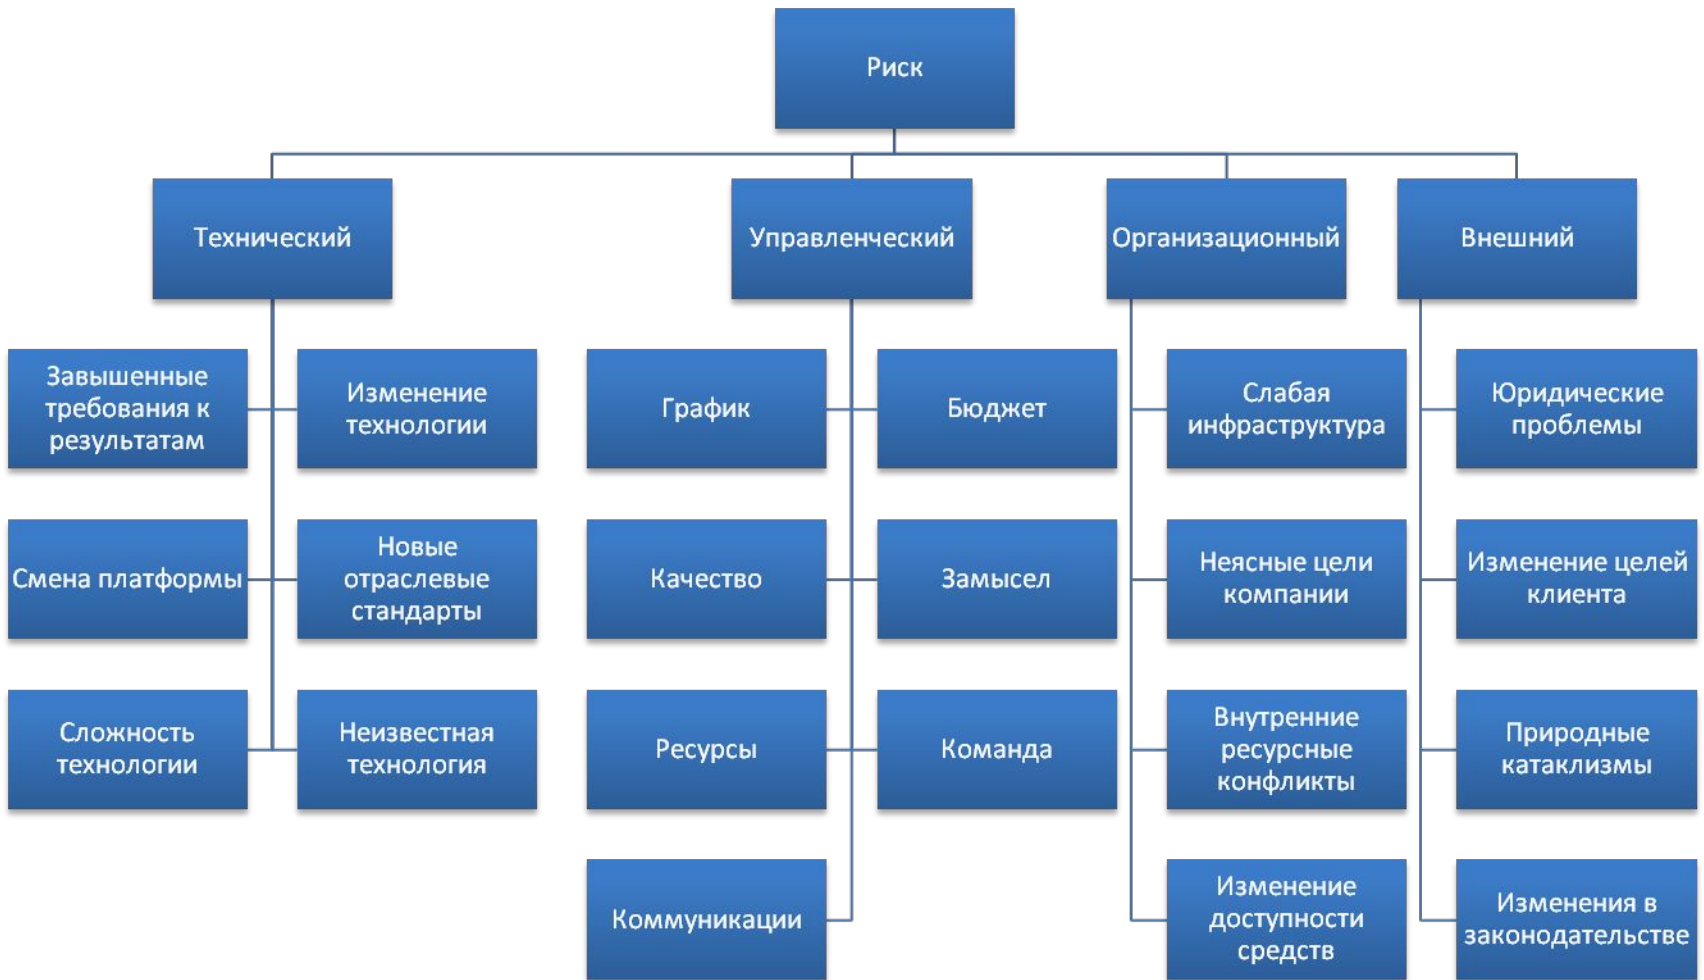 Риск
Технический
Управленческий
Организационный
Внешний
Завышенные
требования к
результатам
Изменение
технологии
График
Бюджет
Слабая
инфраструктура
Юридические
проблемы
Смена платформы
Новые
отраслевые
стандарты
Качество
Замысел
Неясные цели
компании
Изменение целей
клиента
Сложность
технологии
Неизвестная
технология
Ресурсы
Команда
Внутренние
ресурсные
конфликты
Природные
катаклизмы
Коммуникации
Изменение
доступности
средств
Изменения в
законодательстве